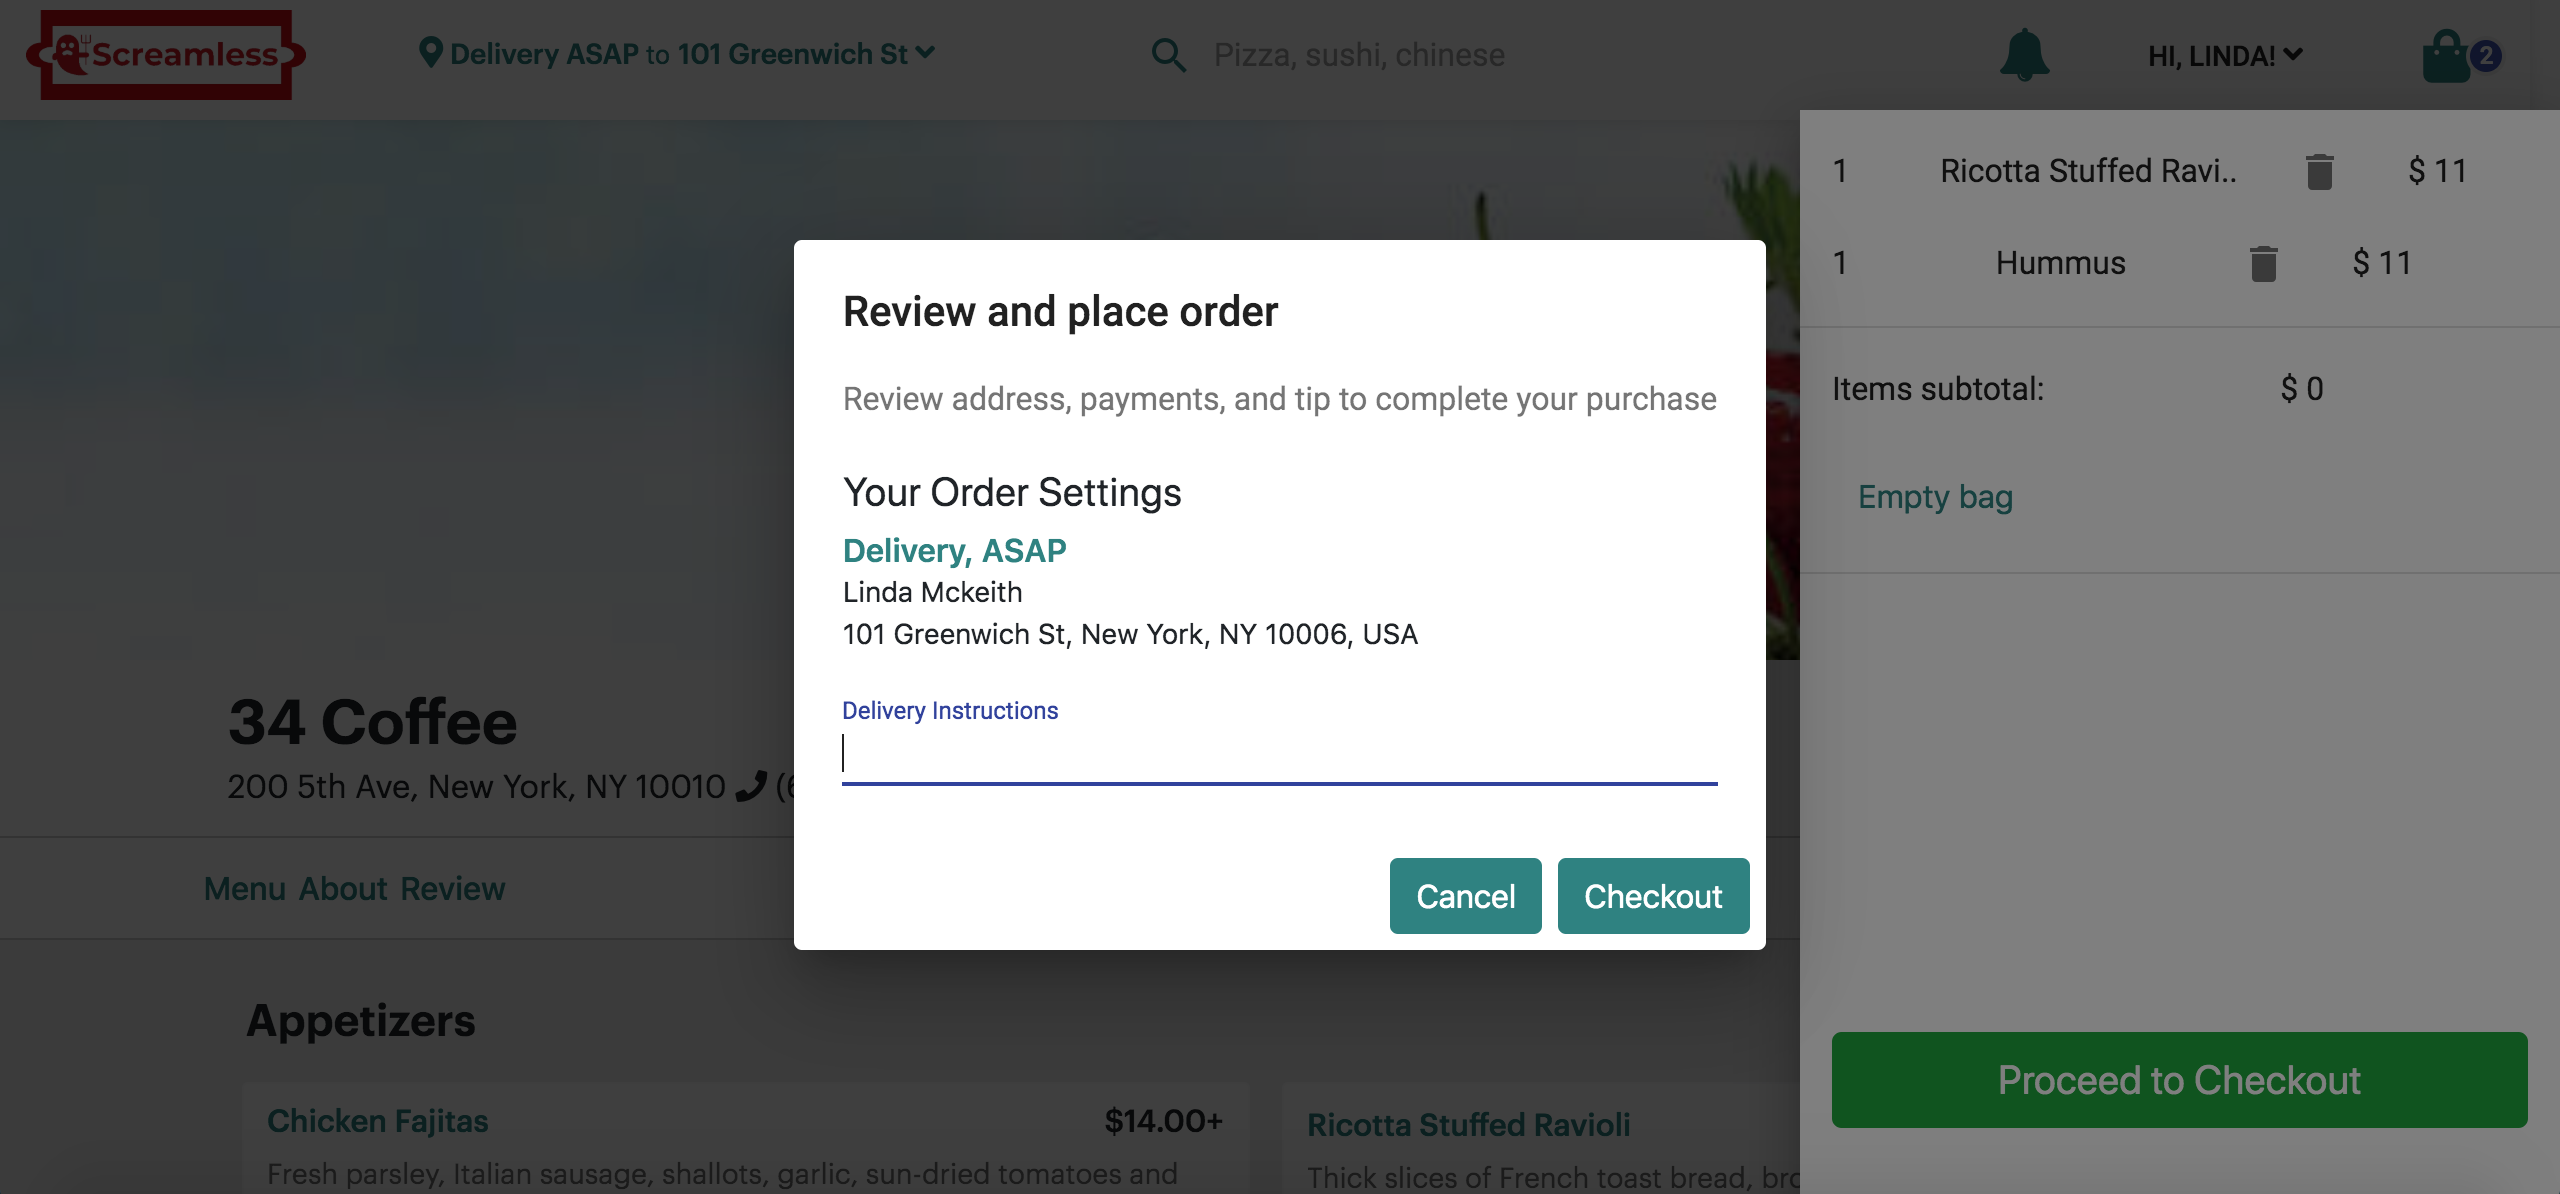 Screamless
Delivery ASAP to 101 Greenwich St
Pizza, sushi, chinese
HI, LINDA!
2
1 Ricotta Stuffed Ravi.. $ 11
1 Hummus $ 11
Items subtotal: $ 0
Empty bag
Proceed to Checkout
Review and place order
Review address, payments, and tip to complete your purchase
Your Order Settings
Delivery, ASAP
Linda Mckeith
101 Greenwich St, New York, NY 10006, USA
Delivery Instructions
Cancel Checkout
34 Coffee
200 5th Ave, New York, NY 10010
Menu About Review
Appetizers
Chicken Fajitas $14.00+
Fresh parsley, Italian sausage, shallots, garlic, sun-dried tomatoes and
Ricotta Stuffed Ravioli
Thick slices of French toast bread,